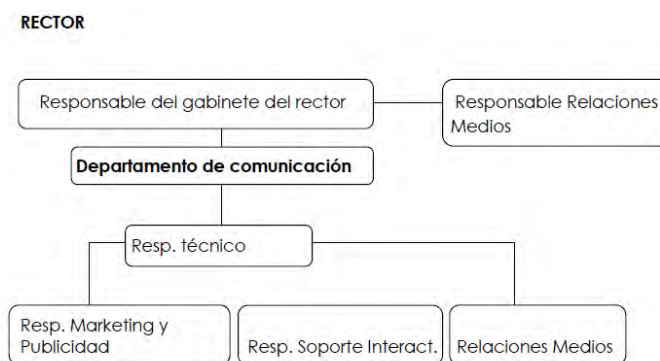 RECTOR
Responsable del gabinete del rector
Responsable Relaciones
Medios
Departamento de comunicación
Resp. técnico
Resp. Marketing y
Publicidad
Resp. Soporte Interact.
Relaciones Medios